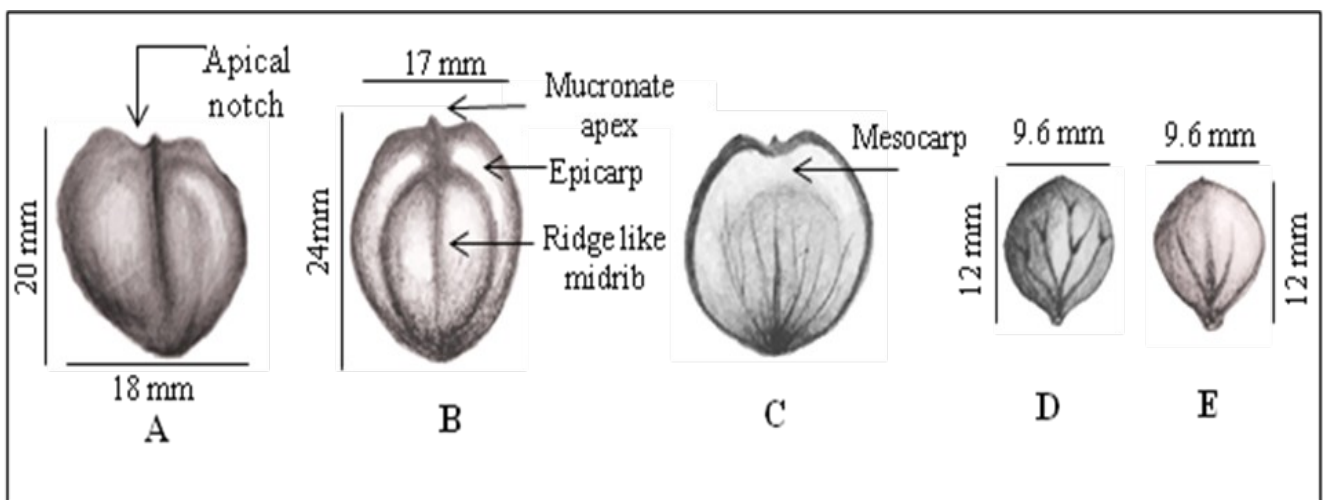 Apical
notch
20 mm
18 mm
A
17 mm
Mucronate
apex
Epicarp
Ridge like
midrib
24mm
B
Mesocarp
C
9.6 mm
12 mm
D
9.6 mm
12 mm
E